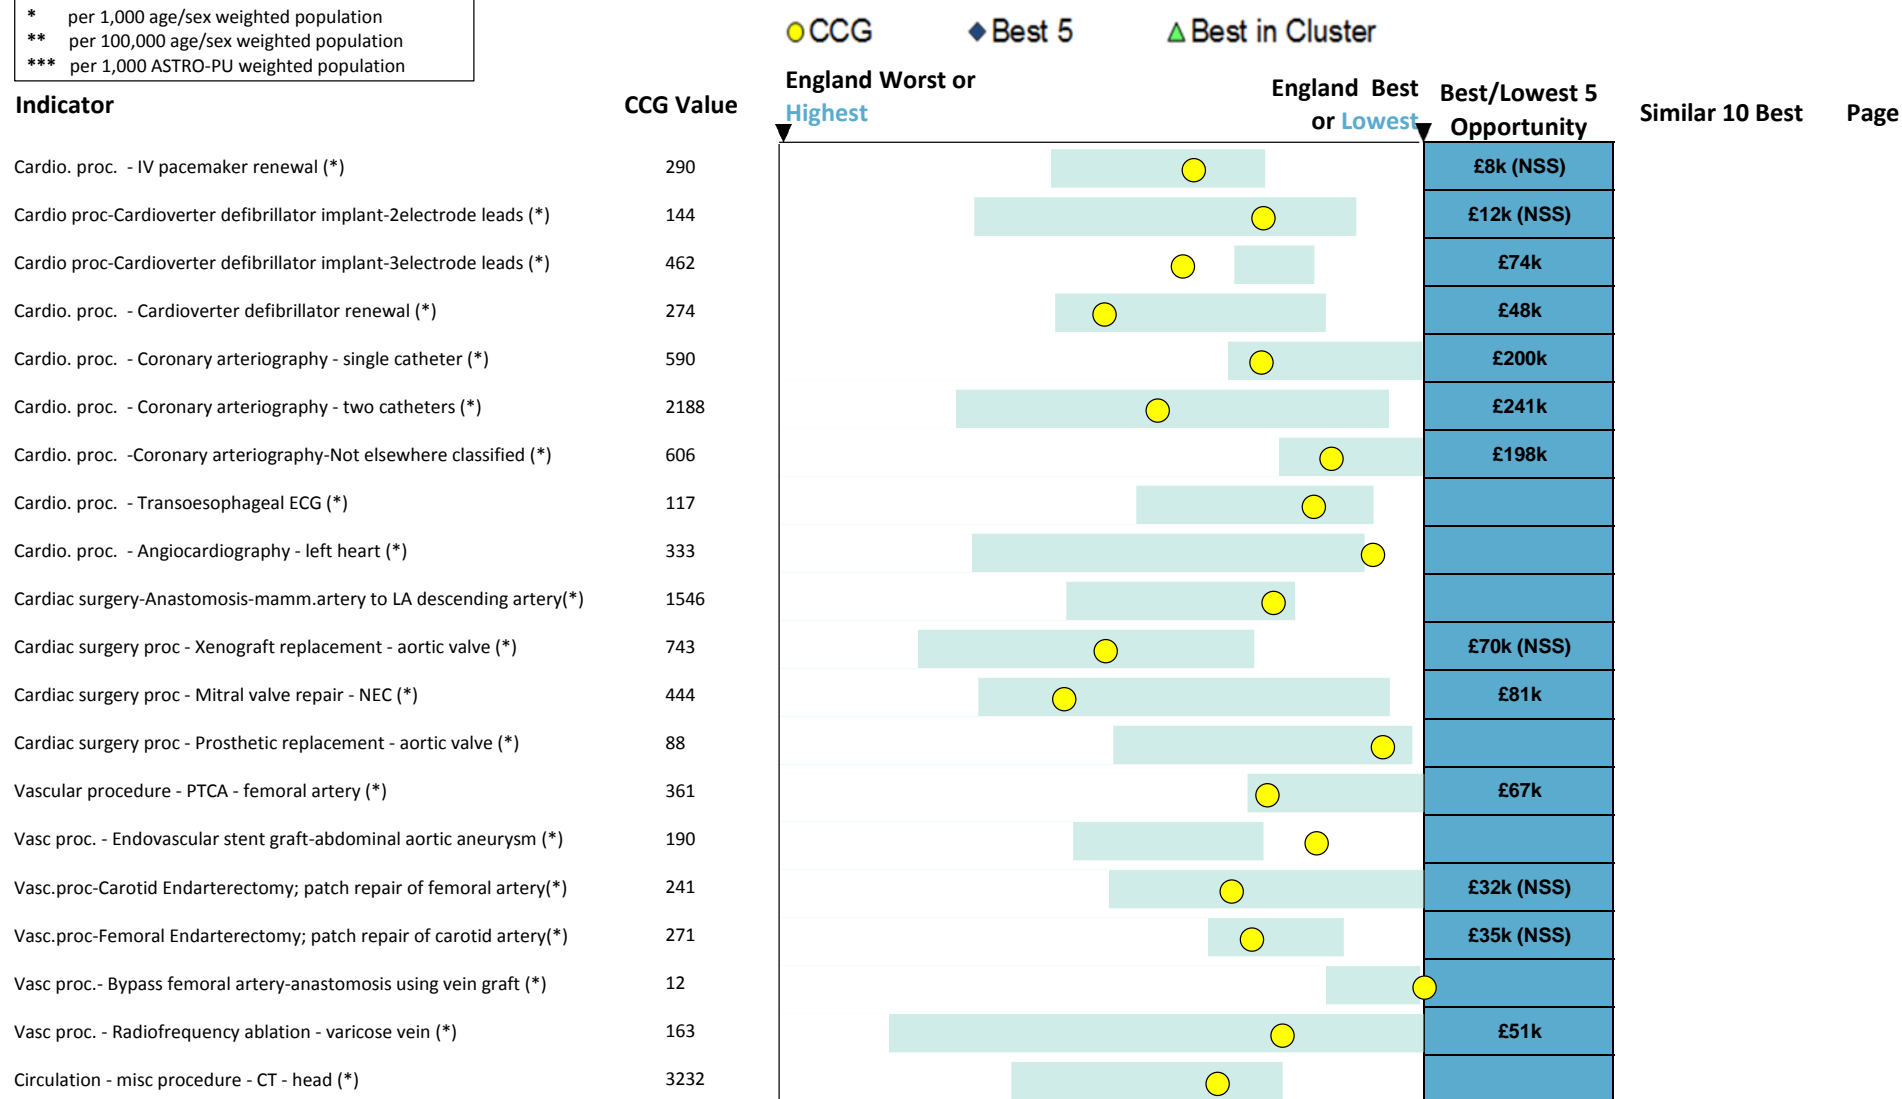 * per 1,000 age/sex weighted population
** per 100,000 age/sex weighted population
*** per 1,000 ASTRO-PU weighted population
CCG Best 5 Best in Cluster
Indicator CCG Value England Worst or Highest England Best or Lowest Best/Lowest 5 Opportunity Similar 10 Best Page
Cardio. proc. - IV pacemaker renewal (*) 290 £8k (NSS)
Cardio proc-Cardioverter defibrillator implant-2electrode leads (*) 144 £12k (NSS)
Cardio proc-Cardioverter defibrillator implant-3electrode leads (*) 462 £74k
Cardio. proc. - Cardioverter defibrillator renewal (*) 274 £48k
Cardio. proc. - Coronary arteriography - single catheter (*) 590 £200k
Cardio. proc. - Coronary arteriography - two catheters (*) 2188 £241k
Cardio. proc. -Coronary arteriography-Not elsewhere classified (*) 606 £198k
Cardio. proc. - Transoesophageal ECG (*) 117
Cardio. proc. - Angiocardiography - left heart (*) 333
Cardiac surgery-Anastomosis-mamm.artery to LA descending artery(*) 1546
Cardiac surgery proc - Xenograft replacement - aortic valve (*) 743 £70k (NSS)
Cardiac surgery proc - Mitral valve repair - NEC (*) 444 £81k
Cardiac surgery proc - Prosthetic replacement - aortic valve (*) 88
Vascular procedure - PTCA - femoral artery (*) 361 £67k
Vasc proc. - Endovascular stent graft-abdominal aortic aneurysm (*) 190
Vasc.proc-Carotid Endarterectomy; patch repair of femoral artery(*) 241 £32k (NSS)
Vasc.proc-Femoral Endarterectomy; patch repair of carotid artery(*) 271 £35k (NSS)
Vasc proc.- Bypass femoral artery-anastomosis using vein graft (*) 12
Vasc proc. - Radiofrequency ablation - varicose vein (*) 163 £51k
Circulation - misc procedure - CT - head (*) 3232